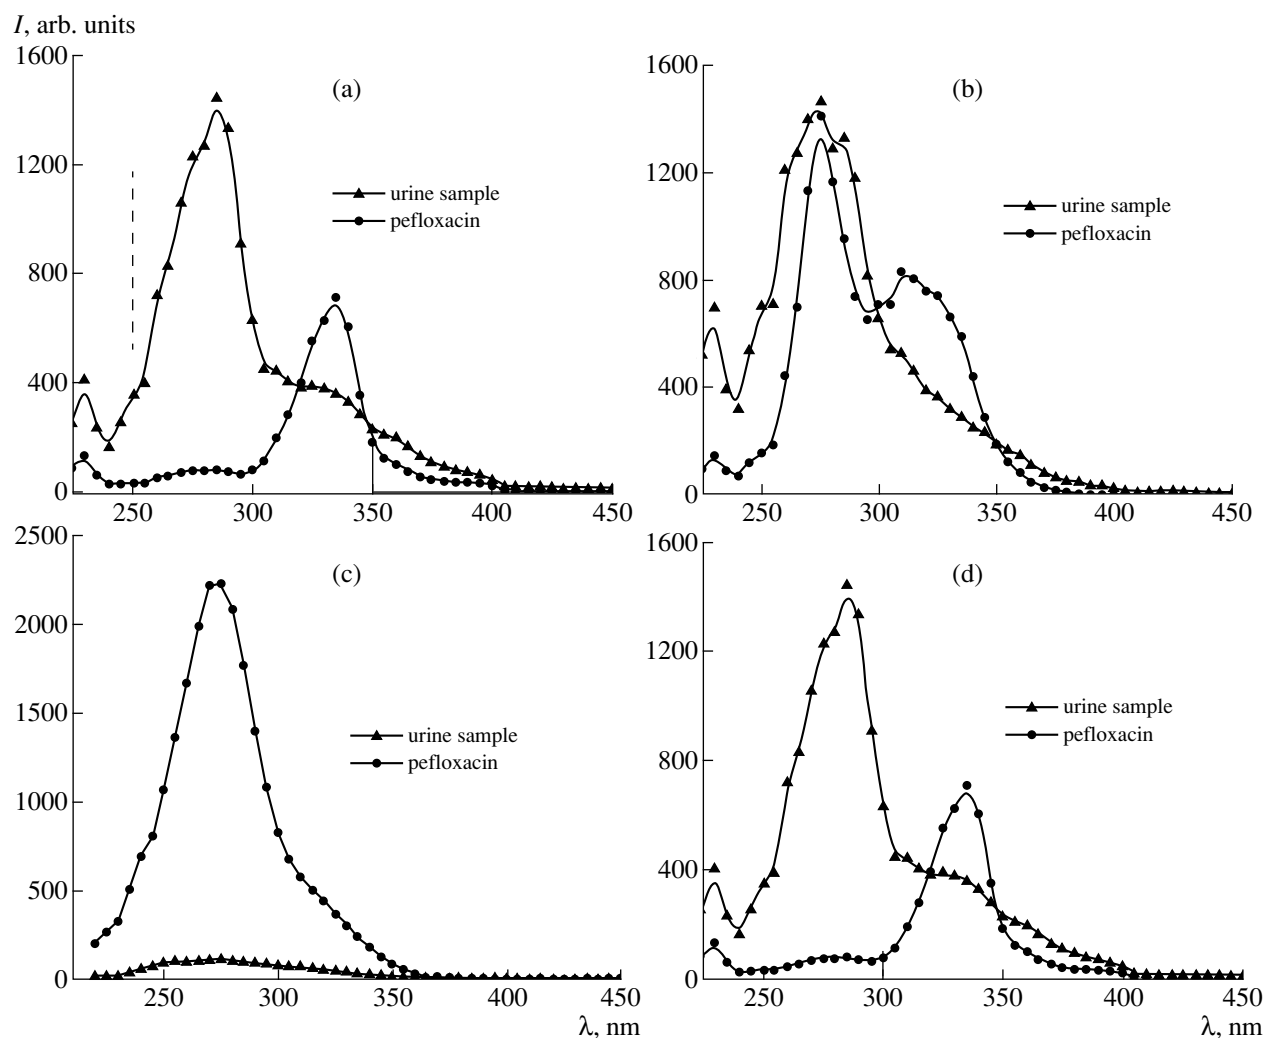 I, arb. units
1600
1200
800
400
0
(a)
urine sample
pefloxacin
250 300 350 400 450
1600
1200
800
400
0
(b)
urine sample
pefloxacin
250 300 350 400 450
2500
2000
1500
1000
500
0
(c)
urine sample
pefloxacin
250 300 350 400 450
λ, nm
1600
1200
800
400
0
(d)
urine sample
pefloxacin
250 300 350 400 450
λ, nm